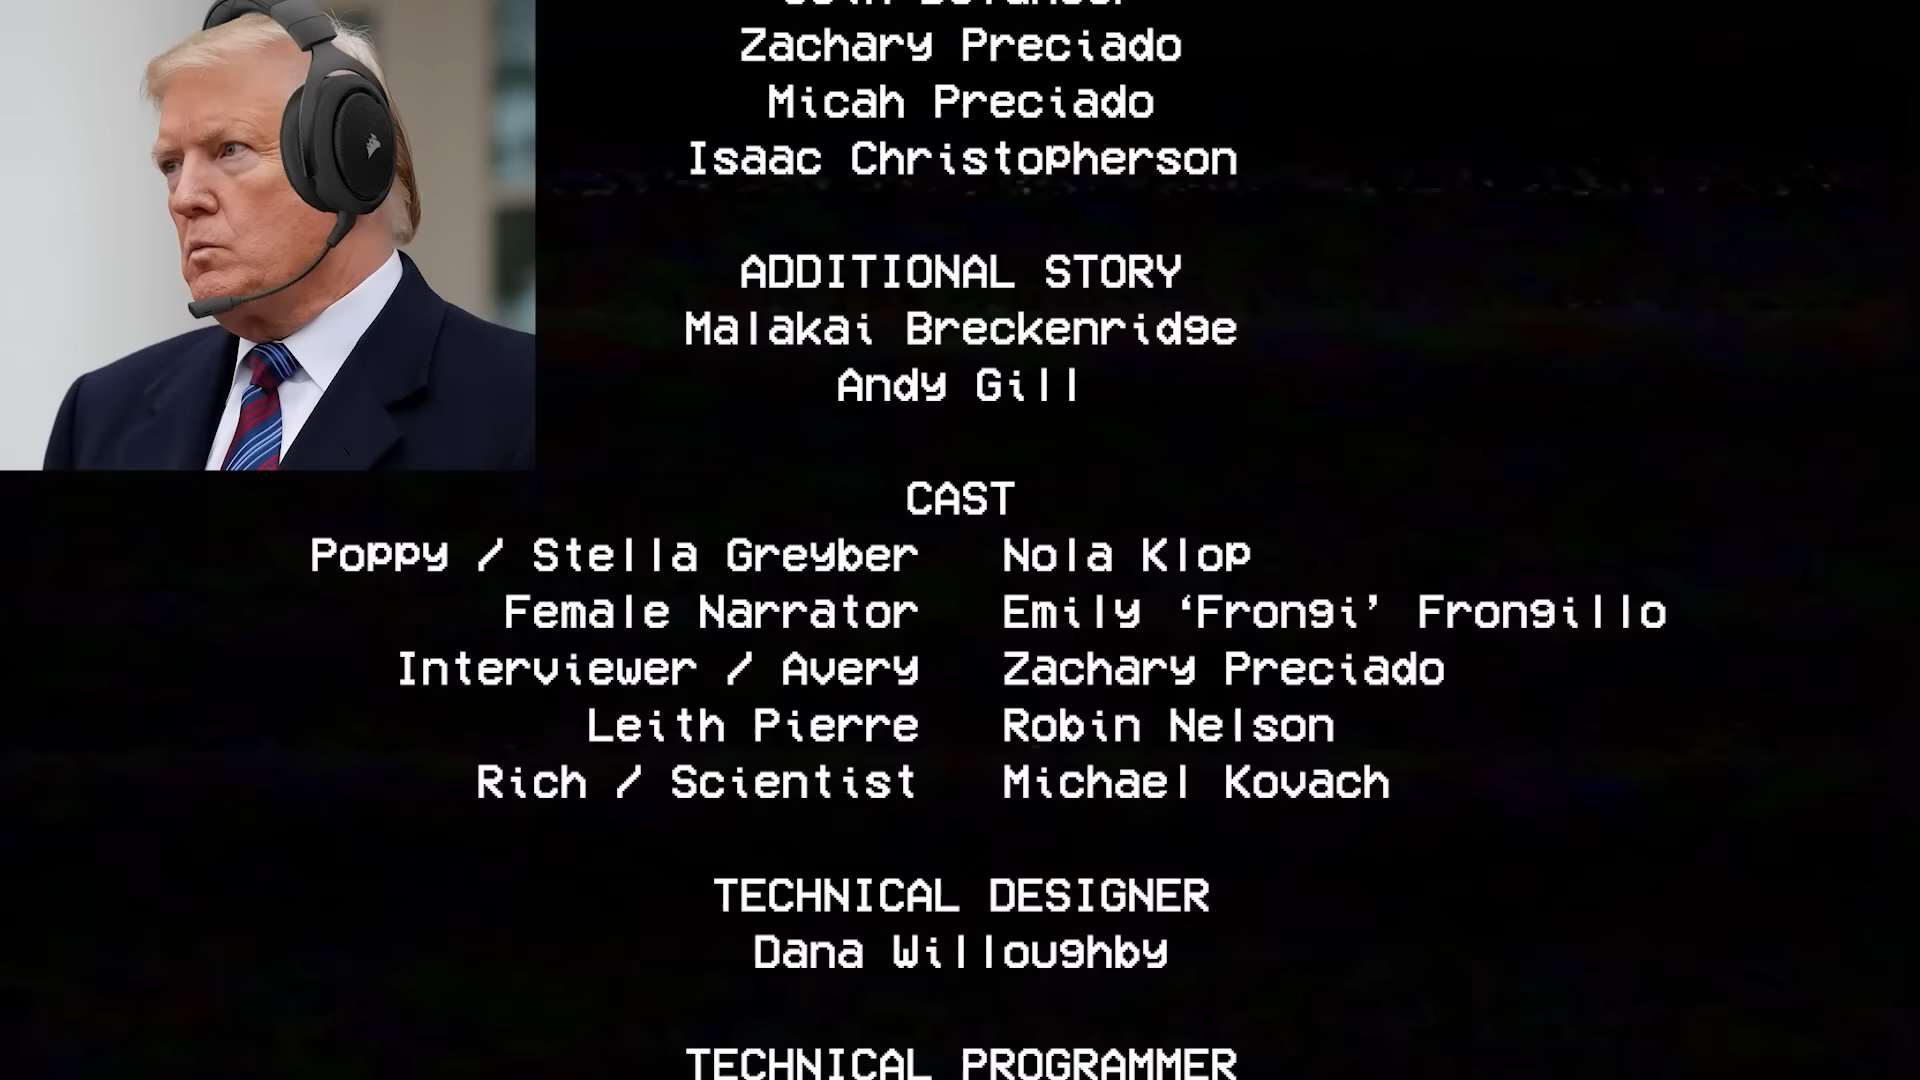 Zachary Preciado
Micah Preciado
Isaac Christopherson
ADDITIONAL STORY
Malakai Breckenridge
Andy Gill
CAST
Poppy / Stella Greyber Nola Klop
Female Narrator Emily ‘Frongi’ Frongillo
Interviewer / Avery Zachary Preciado
Leith Pierre Robin Nelson
Rich / Scientist Michael Kovach
TECHNICAL DESIGNER
Dana Willoughby
TECHNICAL PROGRAMMER